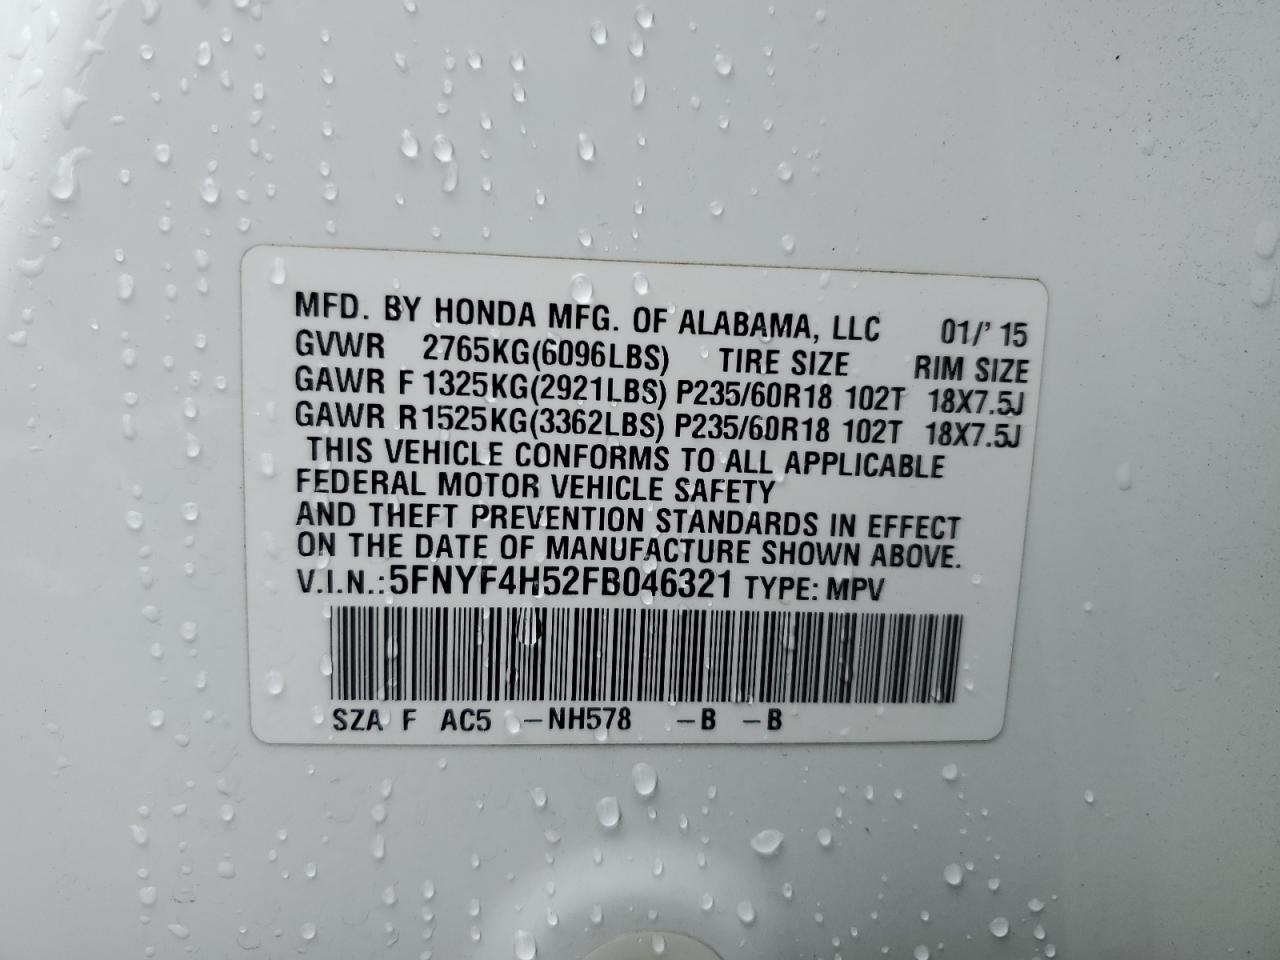 MFD. BY HONDA MFG. OF ALABAMA, LLC 01/' 15
GVWR 2765KG(6096LBS) TIRE SIZE RIM SIZE
GAWR F 1325KG(2921LBS) P235/60R18 102T 18X7.5J
GAWR R 1525KG(3362LBS) P235/60R18 102T 18X7.5J
THIS VEHICLE CONFORMS TO ALL APPLICABLE
FEDERAL MOTOR VEHICLE SAFETY
AND THEFT PREVENTION STANDARDS IN EFFECT
ON THE DATE OF MANUFACTURE SHOWN ABOVE.
V.I.N.: 5FNYF4H52FB046321 TYPE: MPV
SZA F AC5 -NH578 -B -B